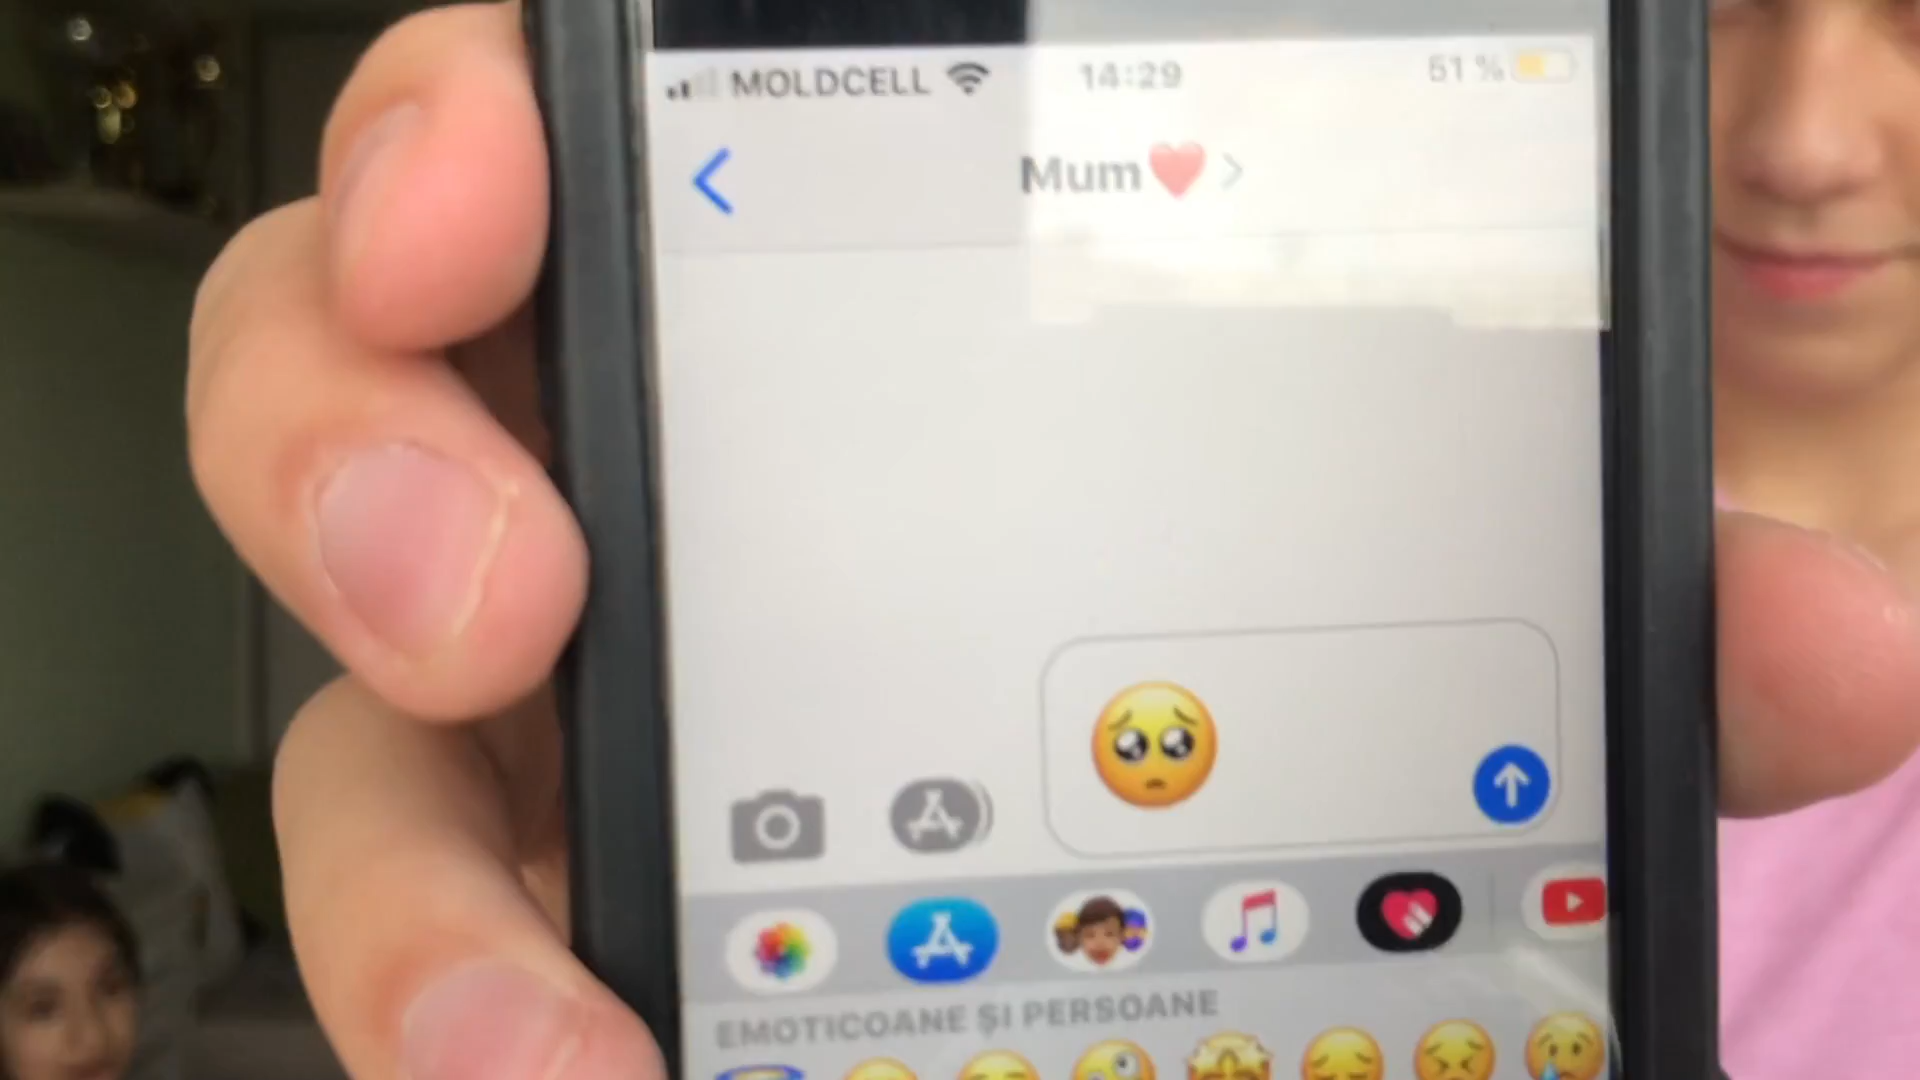 MOLDCELL 14:29 51 %
Mum❤️
🥺
EMOTICOANE ȘI PERSOANE